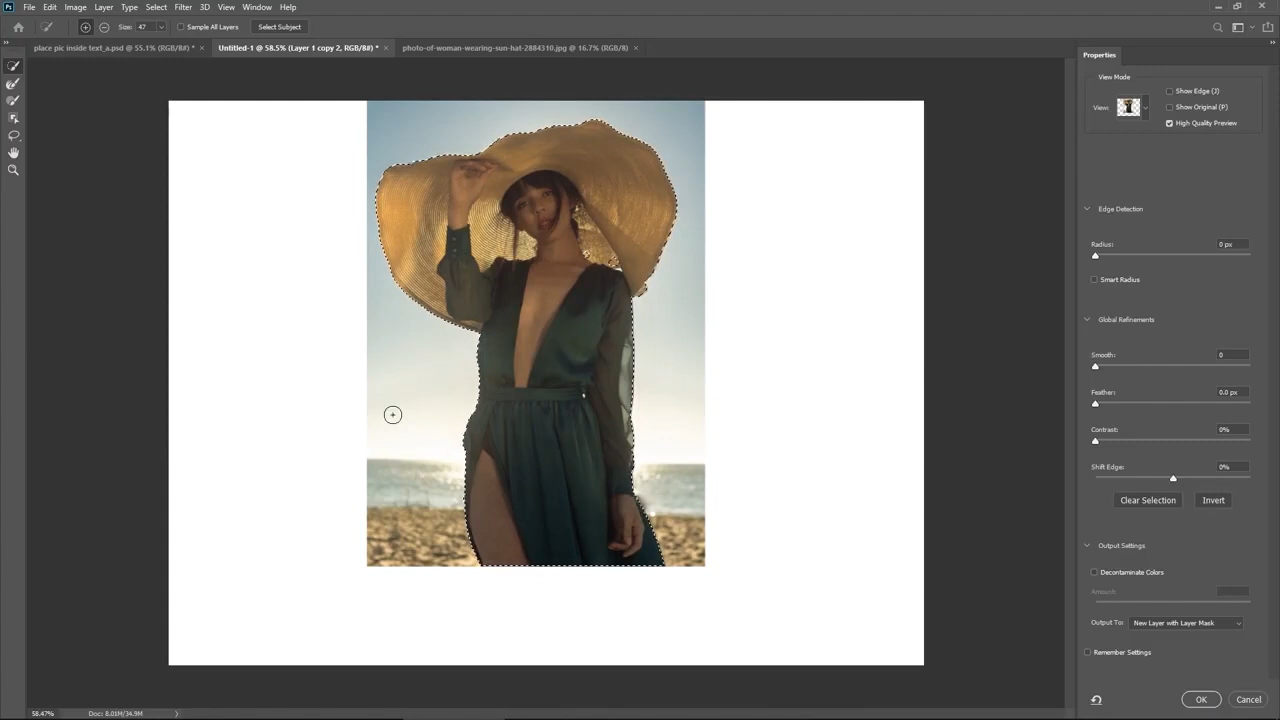 Ps File Edit Image Layer Type Select Filter 3D View Window Help
Size: 47 Sample All Layers Select Subject
place pic inside text_a.psd @ 55.1% (RGB/8#) * × Untitled-1 @ 58.5% (Layer 1 copy 2, RGB/8#) * × photo-of-woman-wearing-sun-hat-2884310.jpg @ 16.7% (RGB/8) ×
Properties
View Mode
Show Edge (J)
View: Show Original (P)
High Quality Preview
Edge Detection
Radius: 0 px
Smart Radius
Global Refinements
Smooth: 0
Feather: 0.0 px
Contrast: 0%
Shift Edge: 0%
Clear Selection Invert
Output Settings
Decontaminate Colors
Amount:
Output To: New Layer with Layer Mask
Remember Settings
OK Cancel
58.47% Doc: 8.01M/34.9M